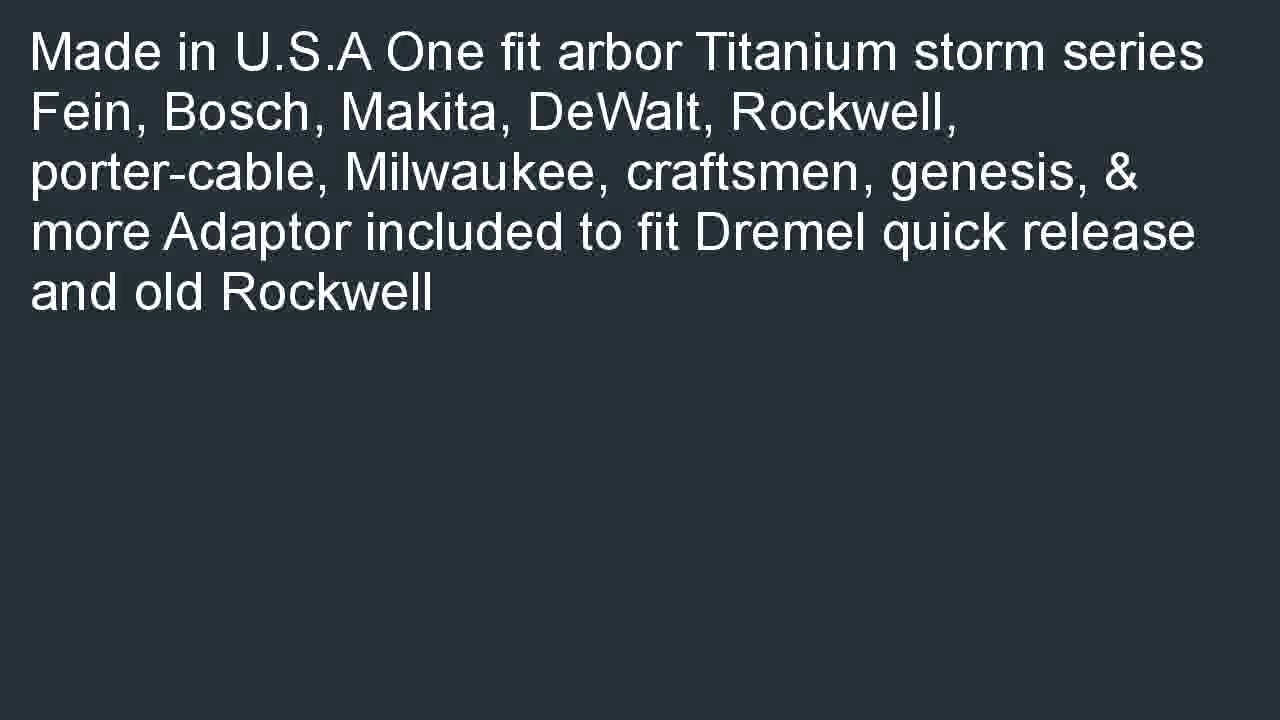 Made in U.S.A One fit arbor Titanium storm series
Fein, Bosch, Makita, DeWalt, Rockwell,
porter-cable, Milwaukee, craftsmen, genesis, &
more Adaptor included to fit Dremel quick release
and old Rockwell